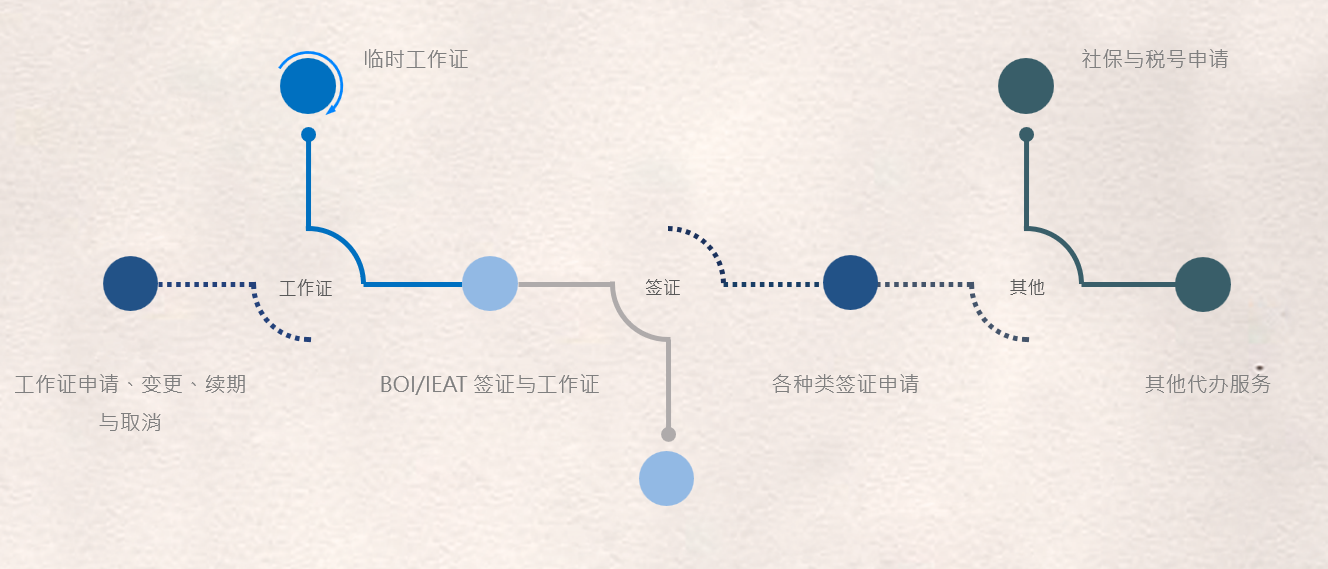 临时工作证
社保与税号申请
工作证
签证
其他
工作证申请、变更、续期
与取消
BOI/IEAT 签证与工作证
各种类签证申请
其他代办服务